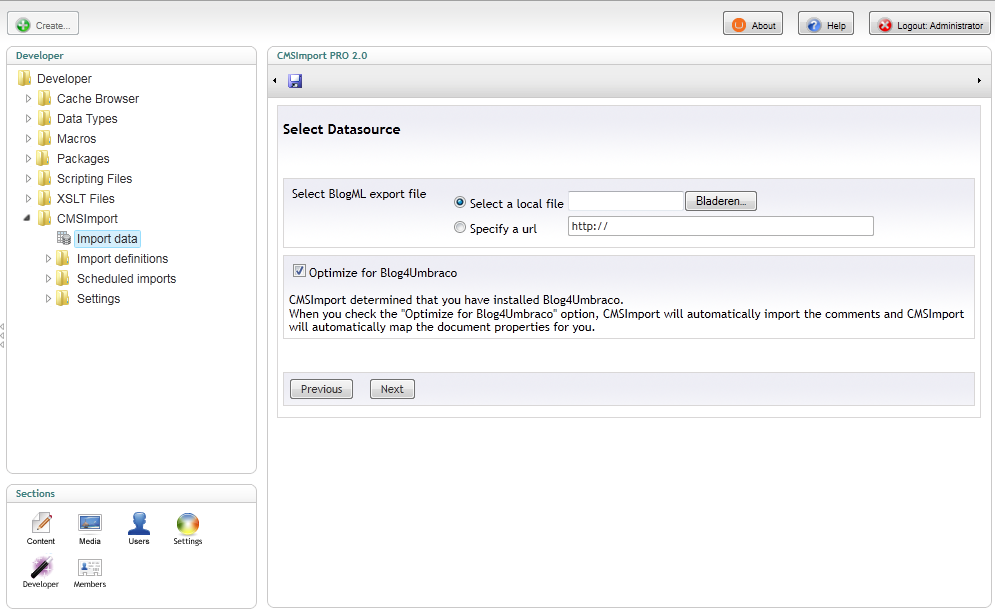 Create...
About
Help
Logout: Administrator
Developer
Developer
Cache Browser
Data Types
Macros
Packages
Scripting Files
XSLT Files
CMSImport
Import data
Import definitions
Scheduled imports
Settings
Sections
Content
Media
Users
Settings
Developer
Members
CMSImport PRO 2.0
Select Datasource
Select BlogML export file
Select a local file
Bladeren...
Specify a url
http://
Optimize for Blog4Umbraco
CMSImport determined that you have installed Blog4Umbraco.
When you check the "Optimize for Blog4Umbraco" option, CMSImport will automatically import the comments and CMSImport
will automatically map the document properties for you.
Previous
Next